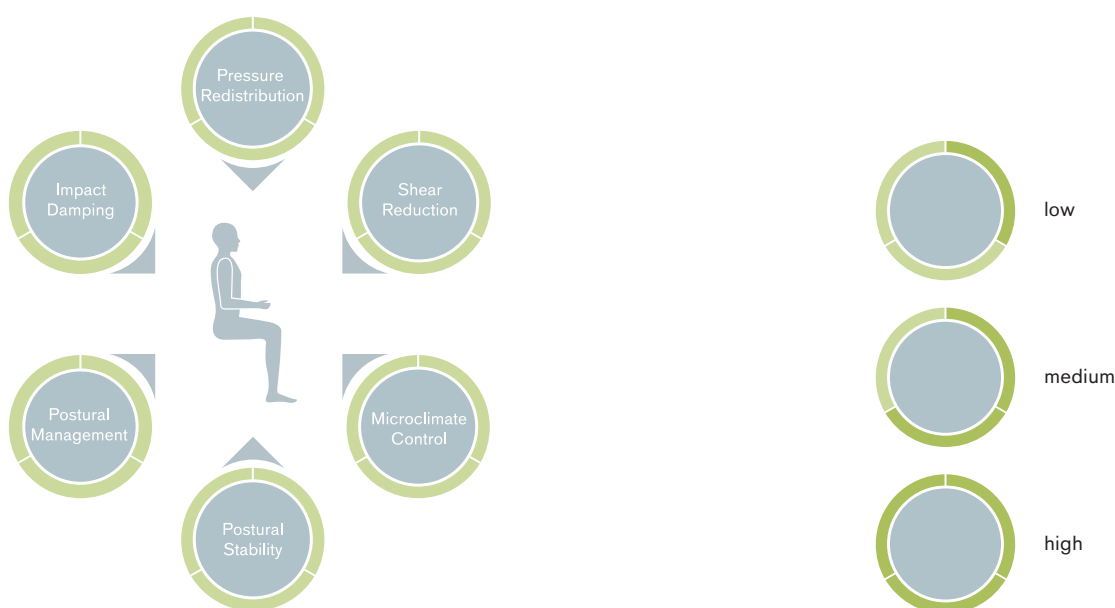 Pressure
Redistribution
Impact
Damping
Shear
Reduction
low
medium
Postural
Management
Microclimate
Control
Postural
Stability
high